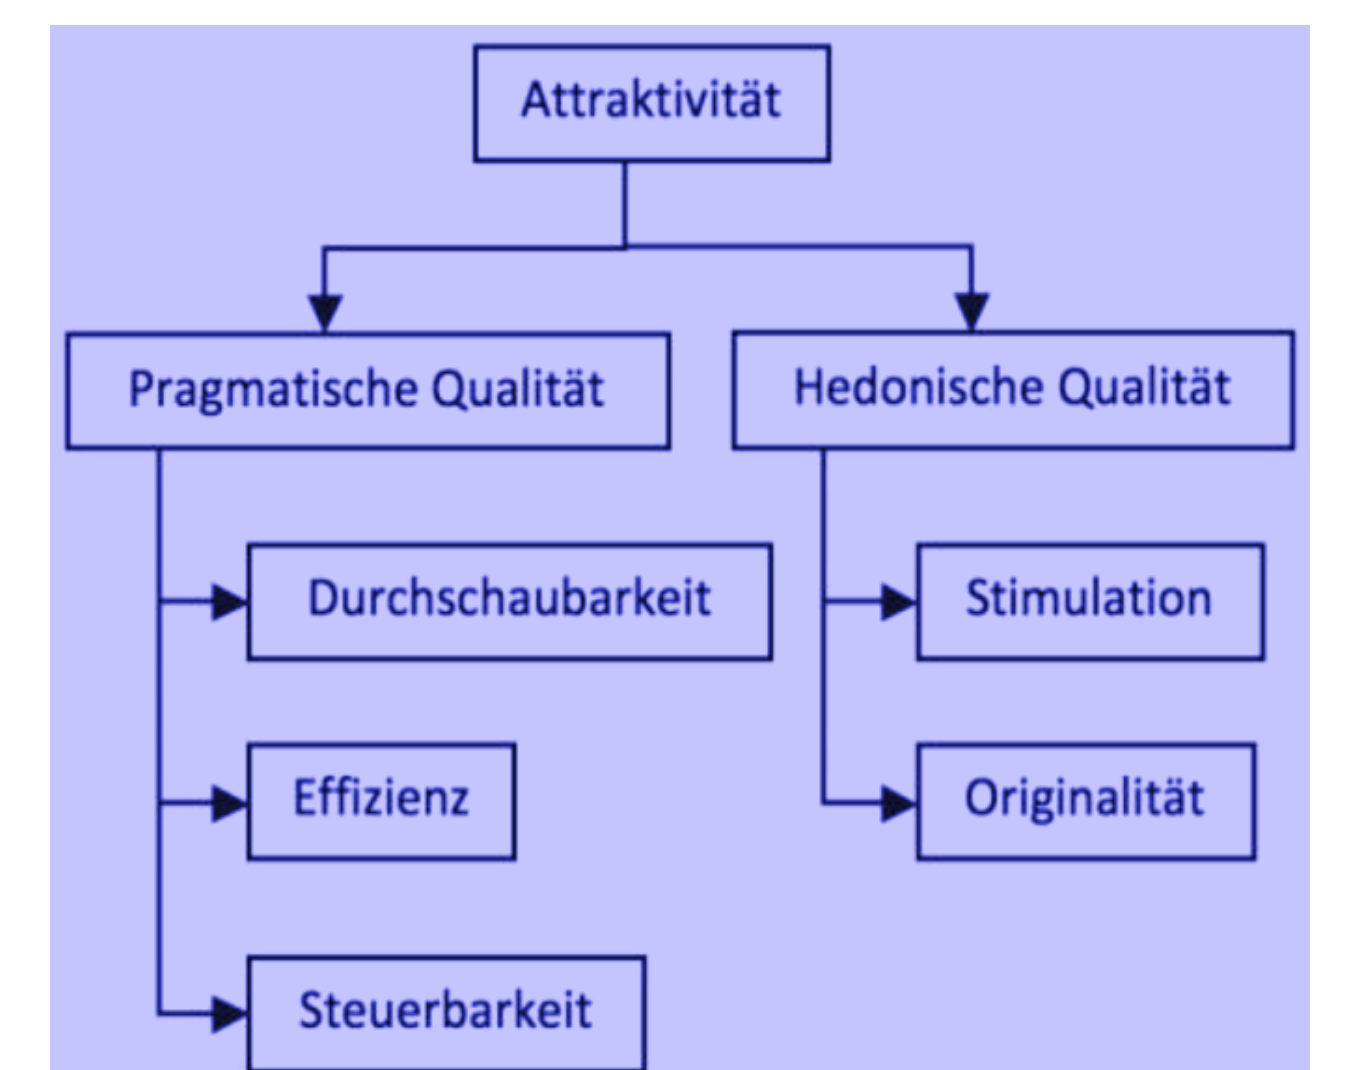 Attraktivität
Pragmatische Qualität
Hedonische Qualität
Durchschaubarkeit
Stimulation
Effizienz
Originalität
Steuerbarkeit